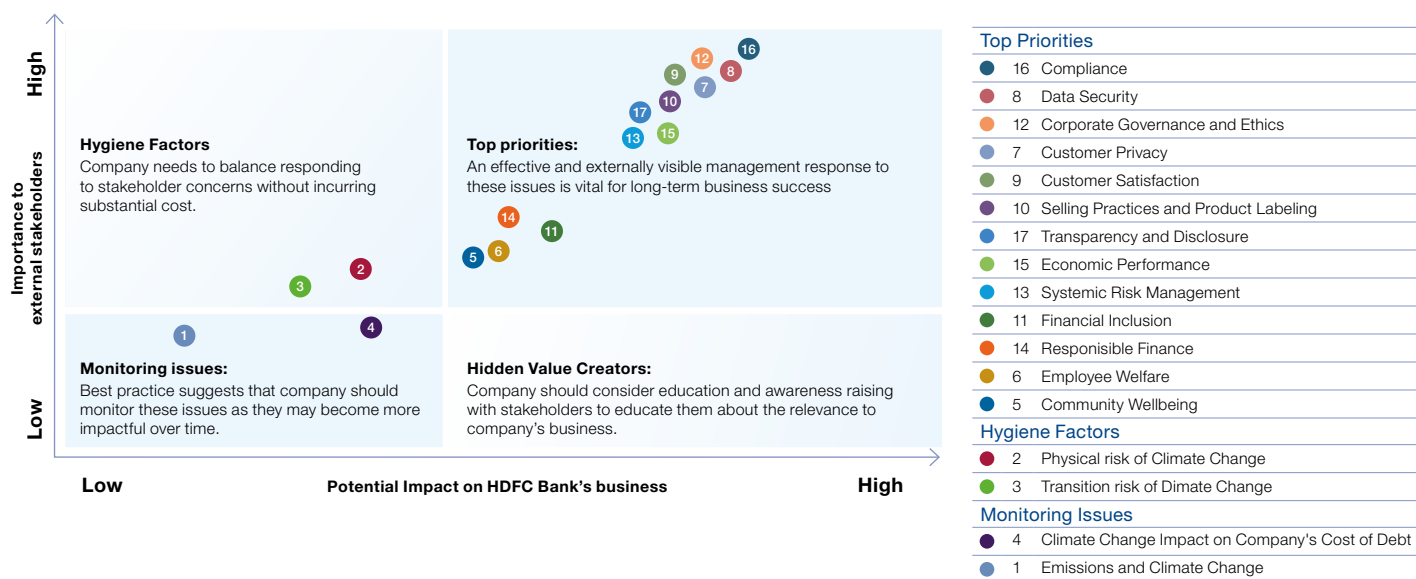 High
Importance to
external stakeholders
Low
Hygiene Factors
Company needs to balance responding
to stakeholder concerns without incurring
substantial cost.
2
3
16
12
8
9
7
10
17
15
13
Top priorities:
An effective and externally visible management response to
these issues is vital for long-term business success
14
11
6
5
1
4
Monitoring issues:
Best practice suggests that company should
monitor these issues as they may become more
impactful over time.
Hidden Value Creators:
Company should consider education and awareness raising
with stakeholders to educate them about the relevance to
company's business.
Low
Potential Impact on HDFC Bank's business
High
Top Priorities
16 Compliance
8 Data Security
12 Corporate Governance and Ethics
7 Customer Privacy
9 Customer Satisfaction
10 Selling Practices and Product Labeling
17 Transparency and Disclosure
15 Economic Performance
13 Systemic Risk Management
11 Financial Inclusion
14 Responisible Finance
6 Employee Welfare
5 Community Wellbeing
Hygiene Factors
2 Physical risk of Climate Change
3 Transition risk of Dimate Change
Monitoring Issues
4 Climate Change Impact on Company's Cost of Debt
1 Emissions and Climate Change